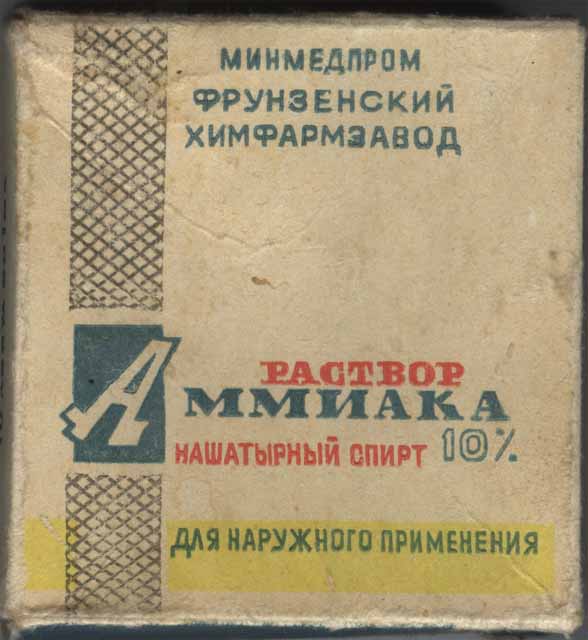 МИНМЕДПРОМ
ФРУНЗЕНСКИЙ
ХИМФАРМЗАВОД
РАСТВОР
АММИАКА
НАШАТЫРНЫЙ СПИРТ 10%
ДЛЯ НАРУЖНОГО ПРИМЕНЕНИЯ